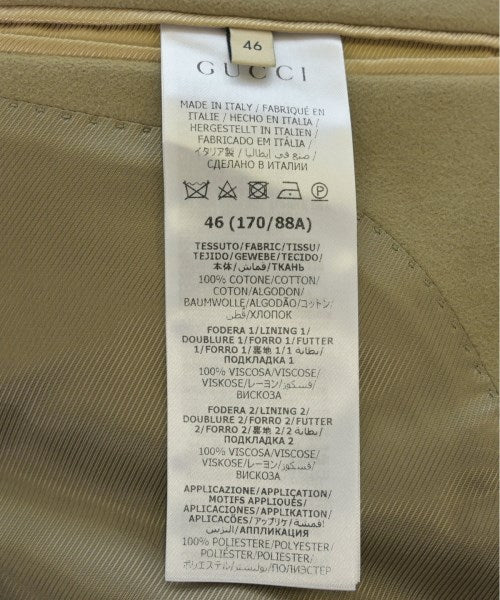 46
GUCCI
MADE IN ITALY / FABRIQUÉ EN
ITALIE / HECHO EN ITALIA /
HERGESTELLT IN ITALIEN /
FABRICADO EM ITÁLIA /
イタリア製 / صنع في إيطاليا /
СДЕЛАНО В ИТАЛИИ
46 (170/88A)
TESSUTO/FABRIC/TISSU/
TEJIDO/GEWEBE/TECIDO/
本体/قماش/ТКАНЬ
100% COTONE/COTTON/
COTON/ALGODON/
BAUMWOLLE/ALGODÃO/コットン/
قطن/ХЛОПОК
FODERA 1/LINING 1/
DOUBLURE 1/FORRO 1/FUTTER
1/FORRO 1/裏地 1/بطانة 1/
ПОДКЛАДКА 1
100% VISCOSA/VISCOSE/
VISKOSE/レーヨン/فسكوز/
ВИСКОЗА
FODERA 2/LINING 2/
DOUBLURE 2/FORRO 2/FUTTER
2/FORRO 2/裏地 2/بطانة 2/
ПОДКЛАДКА 2
100% VISCOSA/VISCOSE/
VISKOSE/レーヨン/فسكوز/
ВИСКОЗА
APPLICAZIONE/APPLICATION/
MOTIFS APPLIQUÉS/
APLICACIONES/APPLIKATION/
APLICACÕES/アップリケ/أقمشة
التزيين/АППЛИКАЦИЯ
100% POLIESTERE/POLYESTER/
POLIÉSTER/POLIESTER/
ポリエステル/بوليستر/ПОЛИЭСТЕР